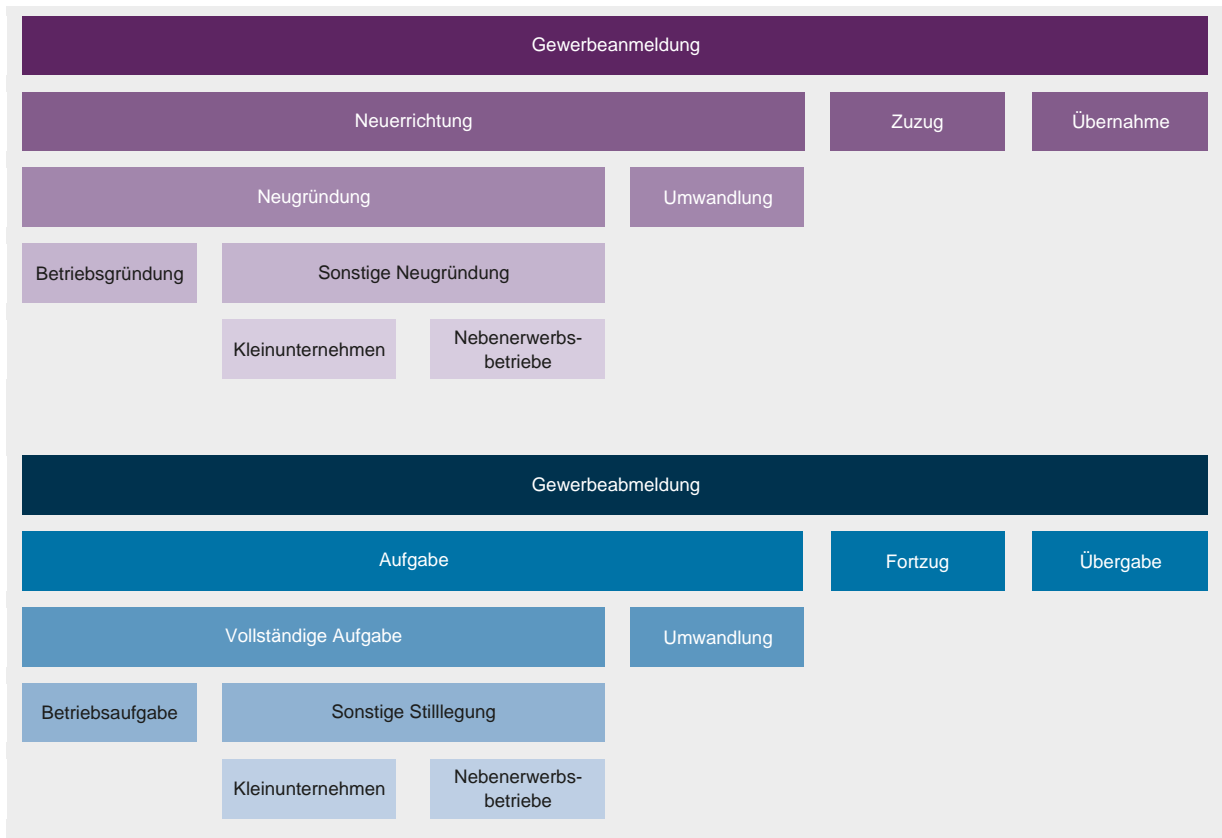 Gewerbeanmeldung
Neuerrichtung
Zuzug
Übernahme
Neugründung
Umwandlung
Betriebsgründung
Sonstige Neugründung
Kleinunternehmen
Nebenerwerbs-
betriebe
Gewerbeabmeldung
Aufgabe
Fortzug
Übergabe
Vollständige Aufgabe
Umwandlung
Betriebsaufgabe
Sonstige Stilllegung
Kleinunternehmen
Nebenerwerbs-
betriebe